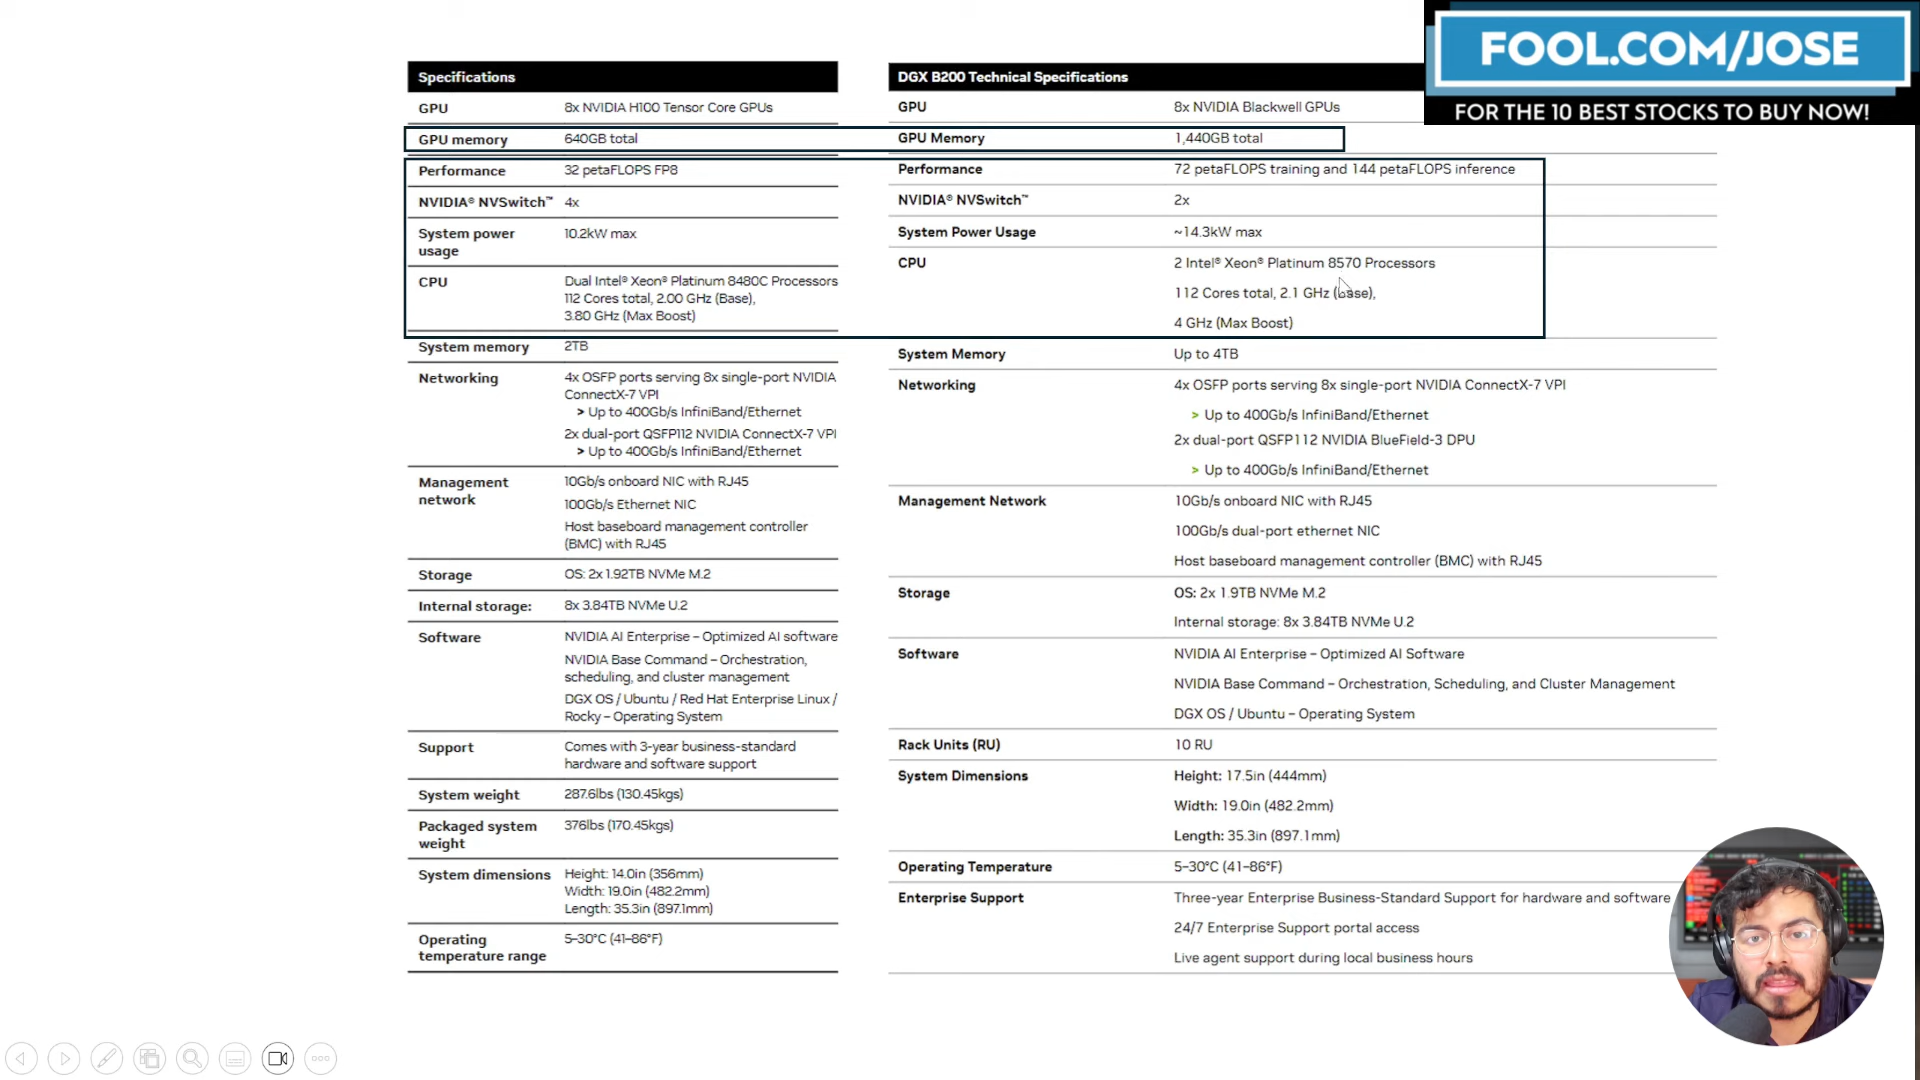 FOOL.COM/JOSE
FOR THE 10 BEST STOCKS TO BUY NOW!
Specifications
GPU 8x NVIDIA H100 Tensor Core GPUs
GPU memory 640GB total
Performance 32 petaFLOPS FP8
NVIDIA® NVSwitch™ 4x
System power usage 10.2kW max
CPU Dual Intel® Xeon® Platinum 8480C Processors
112 Cores total, 2.00 GHz (Base),
3.80 GHz (Max Boost)
System memory 2TB
Networking 4x OSFP ports serving 8x single-port NVIDIA
ConnectX-7 VPI
> Up to 400Gb/s InfiniBand/Ethernet
2x dual-port QSFP112 NVIDIA ConnectX-7 VPI
> Up to 400Gb/s InfiniBand/Ethernet
Management network 10Gb/s onboard NIC with RJ45
100Gb/s Ethernet NIC
Host baseboard management controller
(BMC) with RJ45
Storage OS: 2x 1.92TB NVMe M.2
Internal storage: 8x 3.84TB NVMe U.2
Software NVIDIA AI Enterprise – Optimized AI software
NVIDIA Base Command – Orchestration,
scheduling, and cluster management
DGX OS / Ubuntu / Red Hat Enterprise Linux /
Rocky – Operating System
Support Comes with 3-year business-standard
hardware and software support
System weight 287.6lbs (130.45kgs)
Packaged system weight 376lbs (170.45kgs)
System dimensions Height: 14.0in (356mm)
Width: 19.0in (482.2mm)
Length: 35.3in (897.1mm)
Operating temperature range 5–30°C (41–86°F)
DGX B200 Technical Specifications
GPU 8x NVIDIA Blackwell GPUs
GPU Memory 1,440GB total
Performance 72 petaFLOPS training and 144 petaFLOPS inference
NVIDIA® NVSwitch™ 2x
System Power Usage ~14.3kW max
CPU 2 Intel® Xeon® Platinum 8570 Processors
112 Cores total, 2.1 GHz (Base),
4 GHz (Max Boost)
System Memory Up to 4TB
Networking 4x OSFP ports serving 8x single-port NVIDIA ConnectX-7 VPI
> Up to 400Gb/s InfiniBand/Ethernet
2x dual-port QSFP112 NVIDIA BlueField-3 DPU
> Up to 400Gb/s InfiniBand/Ethernet
Management Network 10Gb/s onboard NIC with RJ45
100Gb/s dual-port ethernet NIC
Host baseboard management controller (BMC) with RJ45
Storage OS: 2x 1.9TB NVMe M.2
Internal storage: 8x 3.84TB NVMe U.2
Software NVIDIA AI Enterprise – Optimized AI Software
NVIDIA Base Command – Orchestration, Scheduling, and Cluster Management
DGX OS / Ubuntu – Operating System
Rack Units (RU) 10 RU
System Dimensions Height: 17.5in (444mm)
Width: 19.0in (482.2mm)
Length: 35.3in (897.1mm)
Operating Temperature 5–30°C (41–86°F)
Enterprise Support Three-year Enterprise Business-Standard Support for hardware and software
24/7 Enterprise Support portal access
Live agent support during local business hours